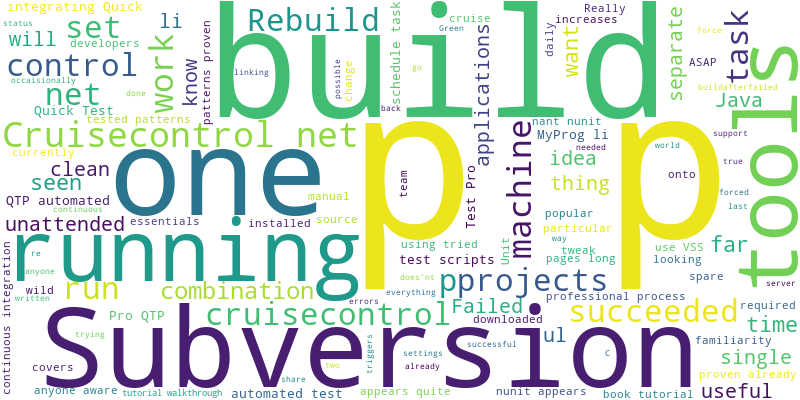 integrating Quick
status
li
set
will
developers
control
know
work
net
occaisionally
done
Quick Test
tested patterns
patterns proven
Rebuild
linking
build
possible
change
schedule task
cruise
Green
go
back
applications
increases
Really
daily
want
ASAP
separate
force
task
buildafterfailed
Java
tools
Cruisecontrol net
currently
clean
seen
QTP automated
continuous
unattended
essentials
one
manual
installed
source
p
team
Test Pro
machine
nant nunit
MyProg li
needed
idea
thing
popular
particular
way
tweak
pages long
p
world
onto
support
true
forced
last
use VSS
far
looking
spare
server
running
re
anyone
wild
written
run
combination
using tried
test scripts
Unit
does'nt
everything
pprojects
professional process
errors
continuous integration
Pro QTP
trying
covers
anyone aware
tutorial walkthrough
Subversion
cruisecontrol
Failed
downloaded
succeeded
ul
required
time
familiarity
single
proven already
useful
share
automated test
two
triggers
settings
already
successful
appears quite
nunit appears
C
book tutorial